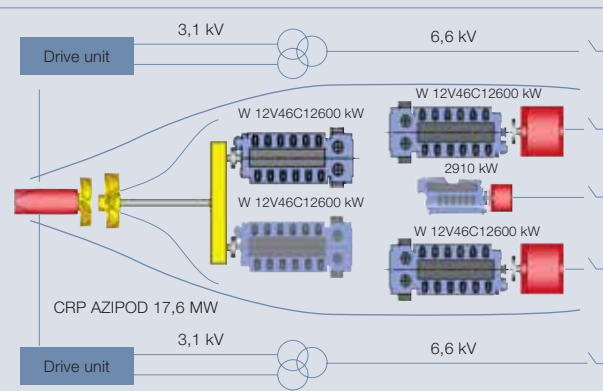 3,1 kV
6,6 kV
Drive unit
W 12V46C12600 kW
W 12V46C12600 kW
2910 kW
W 12V46C12600 kW
W 12V46C12600 kW
CRP AZIPOD 17,6 MW
3,1 kV
6,6 kV
Drive unit